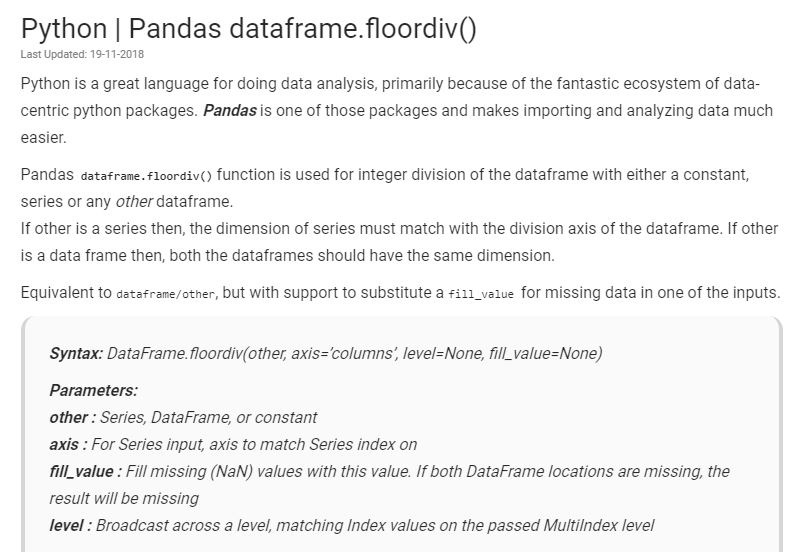 Python | Pandas dataframe.floordiv()
Last Updated: 19-11-2018
Python is a great language for doing data analysis, primarily because of the fantastic ecosystem of data-
centric python packages. Pandas is one of those packages and makes importing and analyzing data much
easier.
Pandas dataframe.floordiv() function is used for integer division of the dataframe with either a constant,
series or any other dataframe.
If other is a series then, the dimension of series must match with the division axis of the dataframe. If other
is a data frame then, both the dataframes should have the same dimension.
Equivalent to dataframe/other, but with support to substitute a fill_value for missing data in one of the inputs.
Syntax: DataFrame.floordiv(other, axis=’columns’, level=None, fill_value=None)
Parameters:
other : Series, DataFrame, or constant
axis : For Series input, axis to match Series index on
fill_value : Fill missing (NaN) values with this value. If both DataFrame locations are missing, the
result will be missing
level : Broadcast across a level, matching Index values on the passed MultiIndex level